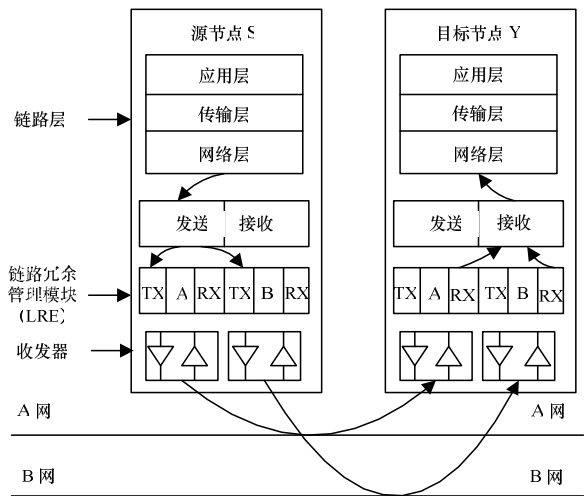 源节点 S
目标节点 Y
应用层
应用层
链路层
传输层
传输层
网络层
网络层
发送
接收
发送
接收
链路冗余
管理模块
(LRE)
TX A RX TX B RX
TX A RX TX B RX
收发器
A 网
A 网
B 网
B 网